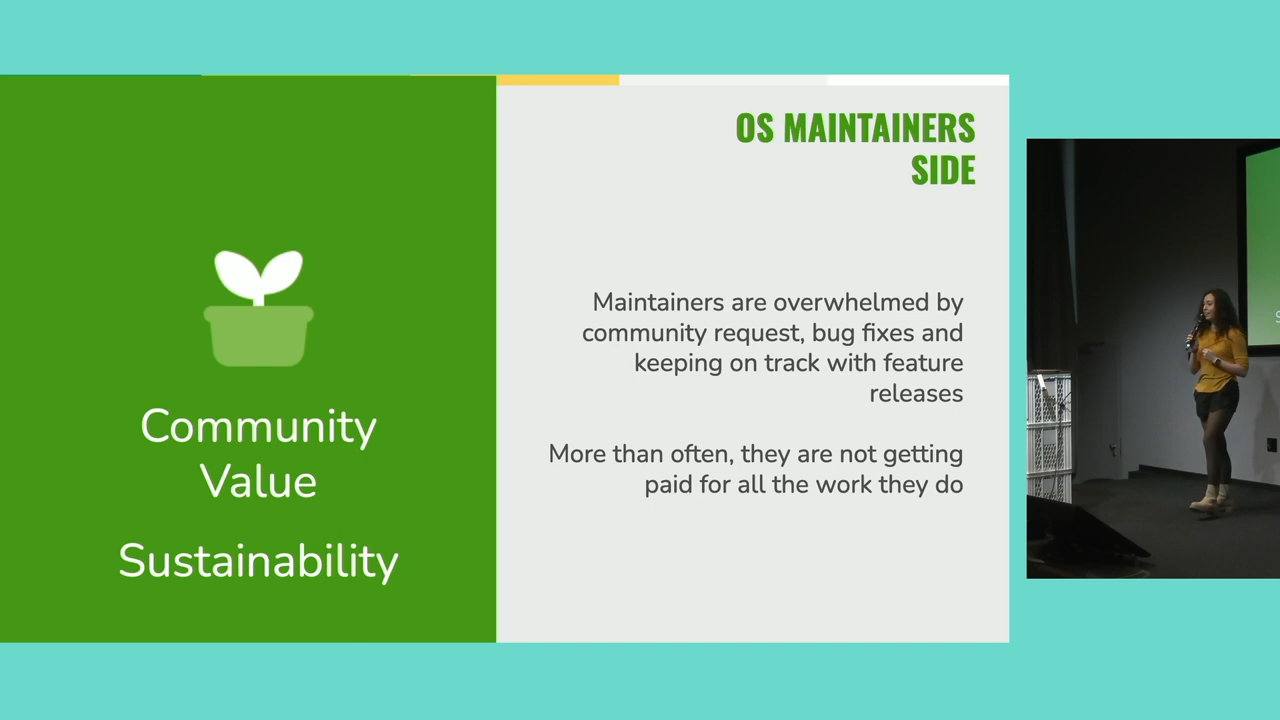 Community
Value
Sustainability
OS MAINTAINERS
SIDE
Maintainers are overwhelmed by
community request, bug fixes and
keeping on track with feature
releases
More than often, they are not getting
paid for all the work they do